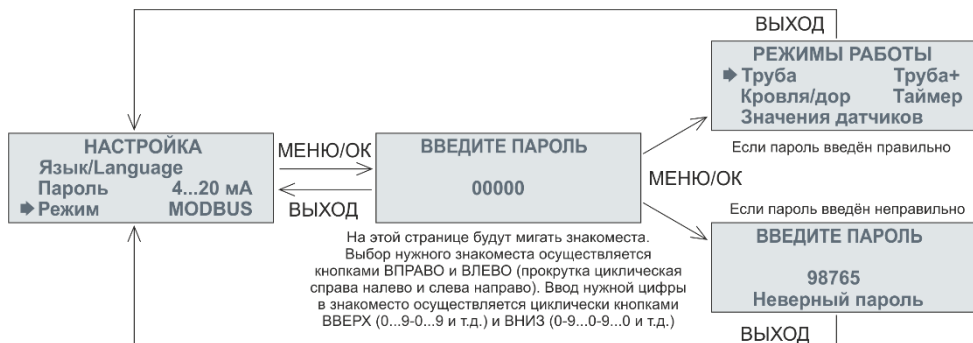 ВЫХОД
РЕЖИМЫ РАБОТЫ
Труба Труба+
Кровля/дор Таймер
Значения датчиков
Если пароль введён правильно
НАСТРОЙКА
Язык/Language
Пароль 4...20 мА
Режим MODBUS
МЕНЮ/ОК
ВЫХОД
ВВЕДИТЕ ПАРОЛЬ
00000
На этой странице будут мигать знакоместа.
Выбор нужного знакоместа осуществляется
кнопками ВПРАВО и ВЛЕВО (прокрутка циклическая
справа налево и слева направо). Ввод нужной цифры
в знакоместо осуществляется циклически кнопками
ВВЕРХ (0...9-0...9 и т.д.) и ВНИЗ (0-9...0-9...0 и т.д.)
МЕНЮ/ОК
Если пароль введён неправильно
ВВЕДИТЕ ПАРОЛЬ
98765
Неверный пароль
ВЫХОД